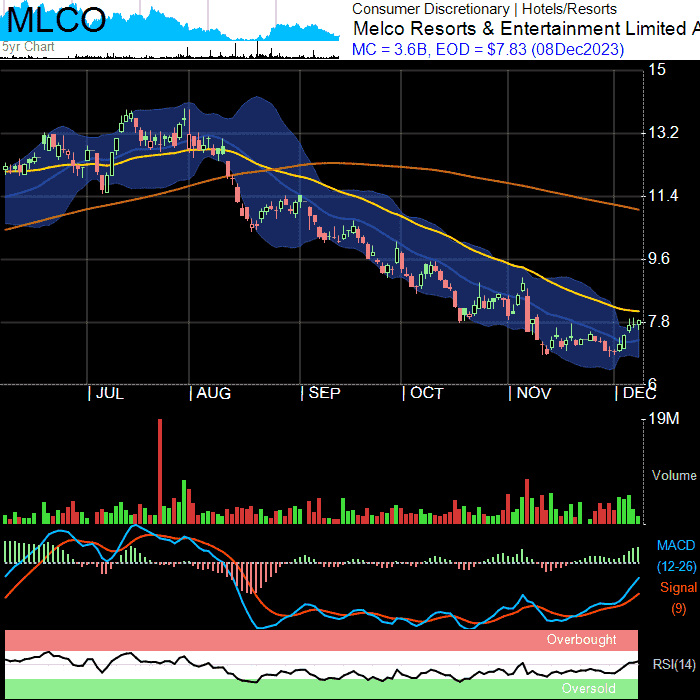 MLCO
5yr Chart
Consumer Discretionary | Hotels/Resorts
Melco Resorts & Entertainment Limited A
MC = 3.6B, EOD = $7.83 (08Dec2023)
15
13.2
11.4
9.6
7.8
6
| JUL | AUG | SEP | OCT | NOV | DEC
19M
Volume
MACD
(12-26)
Signal
(9)
Overbought
RSI(14)
Oversold